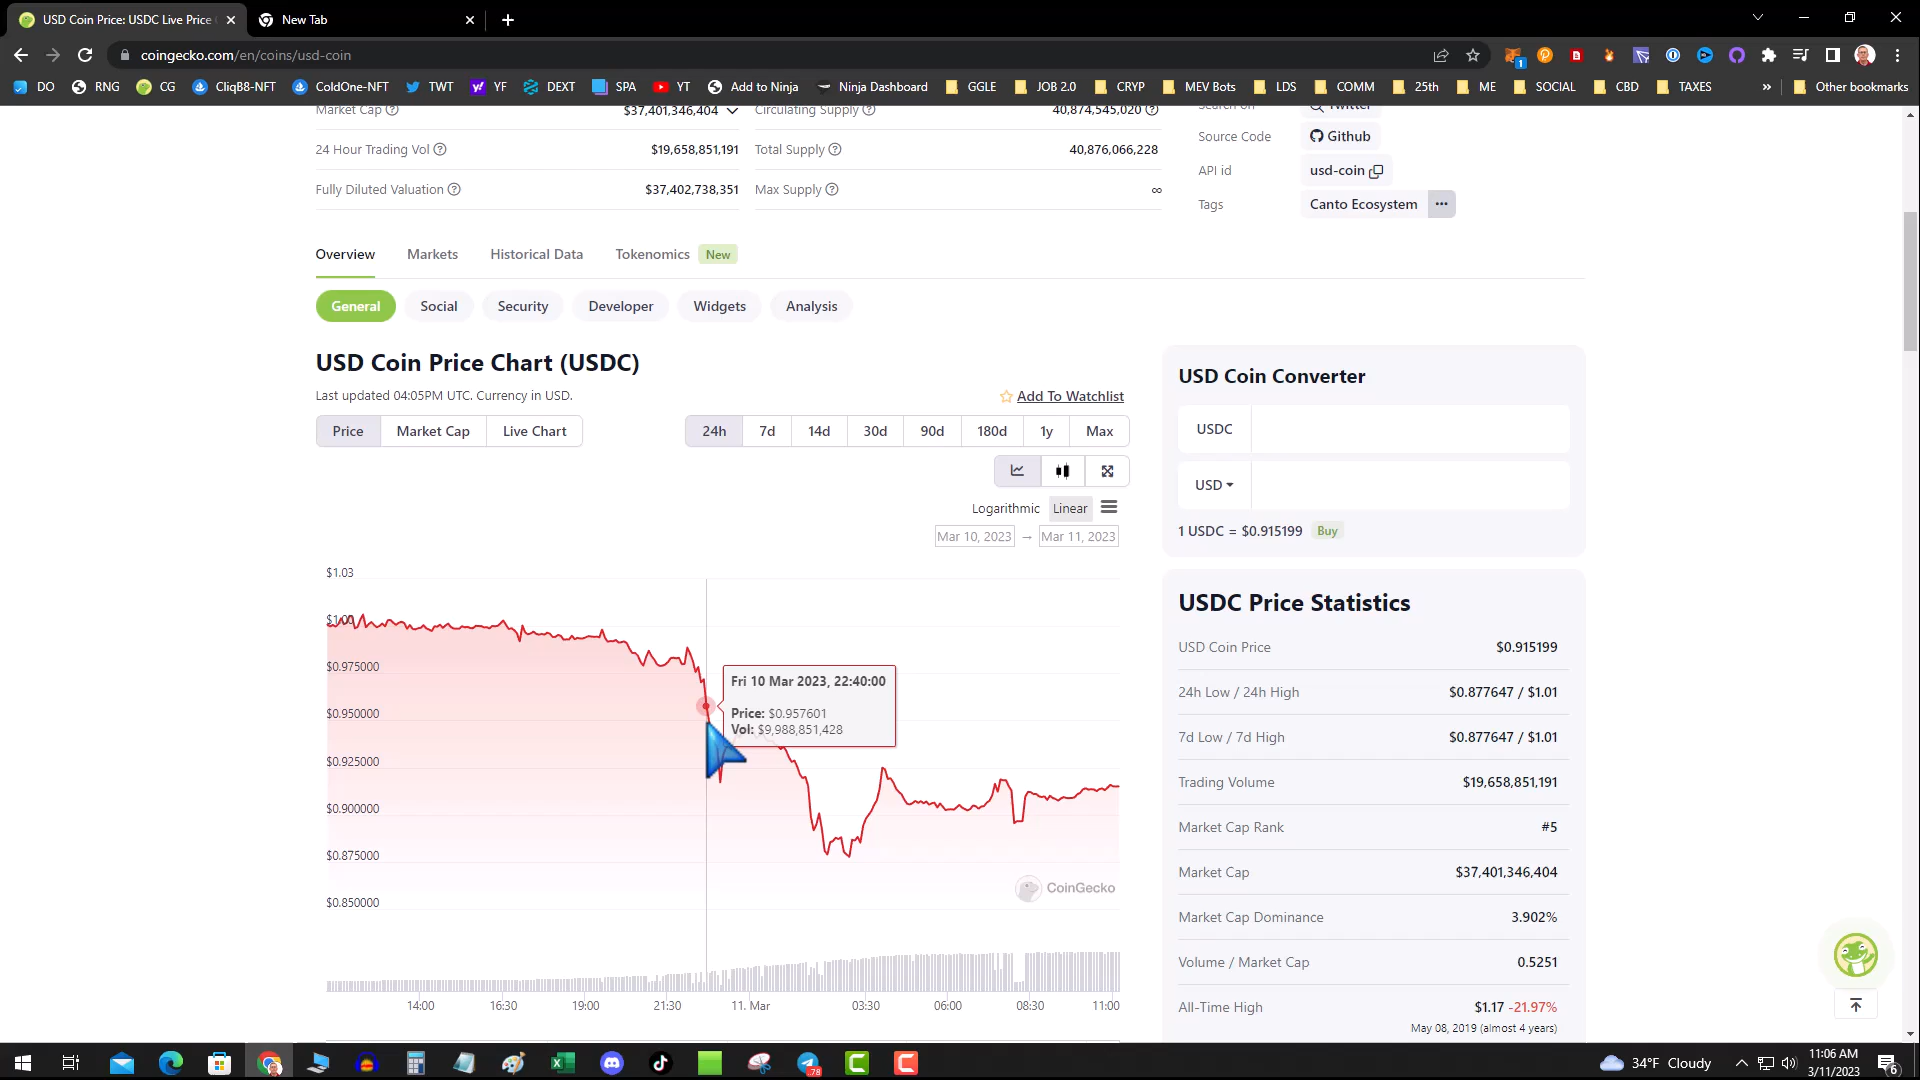 USD Coin Price: USDC Live Price
New Tab
coingecko.com/en/coins/usd-coin
DO RNG CG CliqB8-NFT ColdOne-NFT TWT YF DEXT SPA YT Add to Ninja Ninja Dashboard GGLE JOB 2.0 CRYP MEV Bots LDS COMM 25th ME SOCIAL CBD TAXES » Other bookmarks
Market Cap $37,401,346,404 Circulating Supply 40,874,545,020
Search on Twitter
Source Code Github
24 Hour Trading Vol $19,658,851,191 Total Supply 40,876,066,228
API id usd-coin
Fully Diluted Valuation $37,402,738,351 Max Supply ∞
Tags Canto Ecosystem ...
Overview Markets Historical Data Tokenomics New
General Social Security Developer Widgets Analysis
USD Coin Price Chart (USDC)
Last updated 04:05PM UTC. Currency in USD.
Add To Watchlist
Price Market Cap Live Chart 24h 7d 14d 30d 90d 180d 1y Max
Logarithmic Linear
Mar 10, 2023 → Mar 11, 2023
$1.03
$1.00
$0.975000
$0.950000
$0.925000
$0.900000
$0.875000
$0.850000
Fri 10 Mar 2023, 22:40:00
Price: $0.957601
Vol: $9,988,851,428
CoinGecko
14:00 16:30 19:00 21:30 11. Mar 03:30 06:00 08:30 11:00
USD Coin Converter
USDC
USD
1 USDC = $0.915199 Buy
USDC Price Statistics
USD Coin Price $0.915199
24h Low / 24h High $0.877647 / $1.01
7d Low / 7d High $0.877647 / $1.01
Trading Volume $19,658,851,191
Market Cap Rank #5
Market Cap $37,401,346,404
Market Cap Dominance 3.902%
Volume / Market Cap 0.5251
All-Time High $1.17 -21.97%
May 08, 2019 (almost 4 years)
34°F Cloudy
11:06 AM
3/11/2023